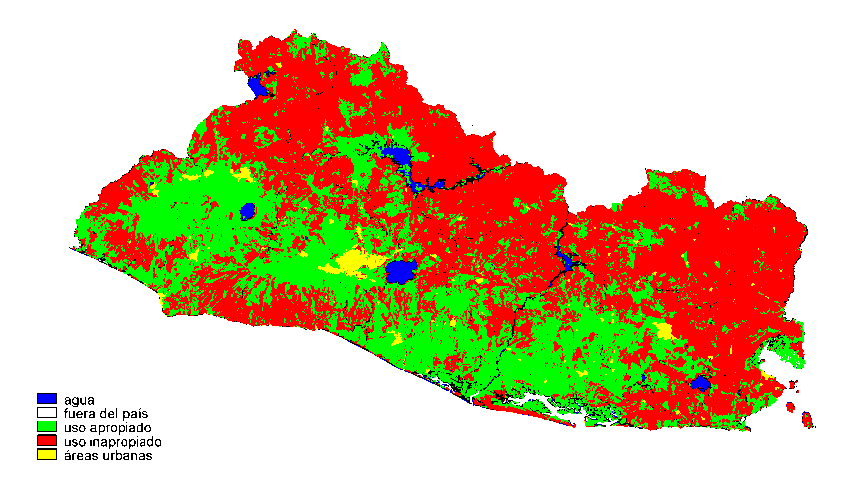 agua
fuera del país
uso apropiado
uso inapropiado
áreas urbanas